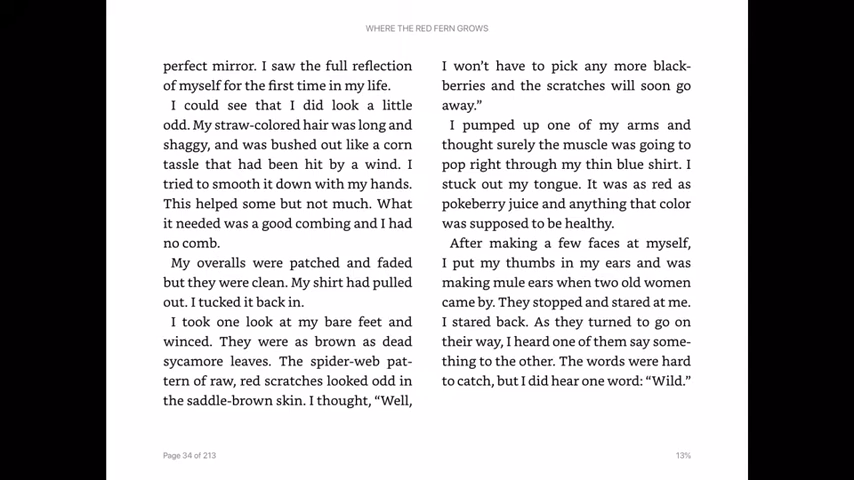 WHERE THE RED FERN GROWS
perfect mirror. I saw the full reflection
of myself for the first time in my life.
I could see that I did look a little
odd. My straw-colored hair was long and
shaggy, and was bushed out like a corn
tassle that had been hit by a wind. I
tried to smooth it down with my hands.
This helped some but not much. What
it needed was a good combing and I had
no comb.
My overalls were patched and faded
but they were clean. My shirt had pulled
out. I tucked it back in.
I took one look at my bare feet and
winced. They were as brown as dead
sycamore leaves. The spider-web pat-
tern of raw, red scratches looked odd in
the saddle-brown skin. I thought, “Well,
I won’t have to pick any more black-
berries and the scratches will soon go
away.”
I pumped up one of my arms and
thought surely the muscle was going to
pop right through my thin blue shirt. I
stuck out my tongue. It was as red as
pokeberry juice and anything that color
was supposed to be healthy.
After making a few faces at myself,
I put my thumbs in my ears and was
making mule ears when two old women
came by. They stopped and stared at me.
I stared back. As they turned to go on
their way, I heard one of them say some-
thing to the other. The words were hard
to catch, but I did hear one word: “Wild.”
Page 34 of 213
13%